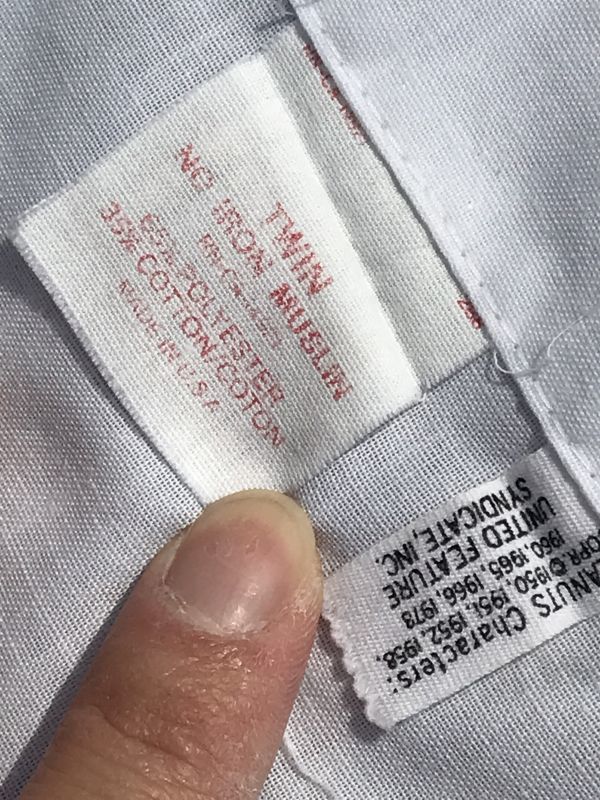 TWIN
NO IRON MUSLIN
65% POLYESTER
35% COTTON/COTON
MADE IN U.S.A.
PEANUTS Characters:
COPR.©1950, 1951, 1952, 1958,
1960, 1965, 1966, 1978
UNITED FEATURE
SYNDICATE, INC.